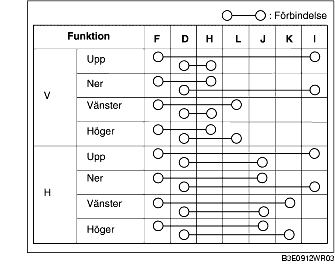 : Förbindelse
Funktion F D H L J K I
V
Upp
Ner
Vänster
Höger
H
Upp
Ner
Vänster
Höger
B3E0912WR03